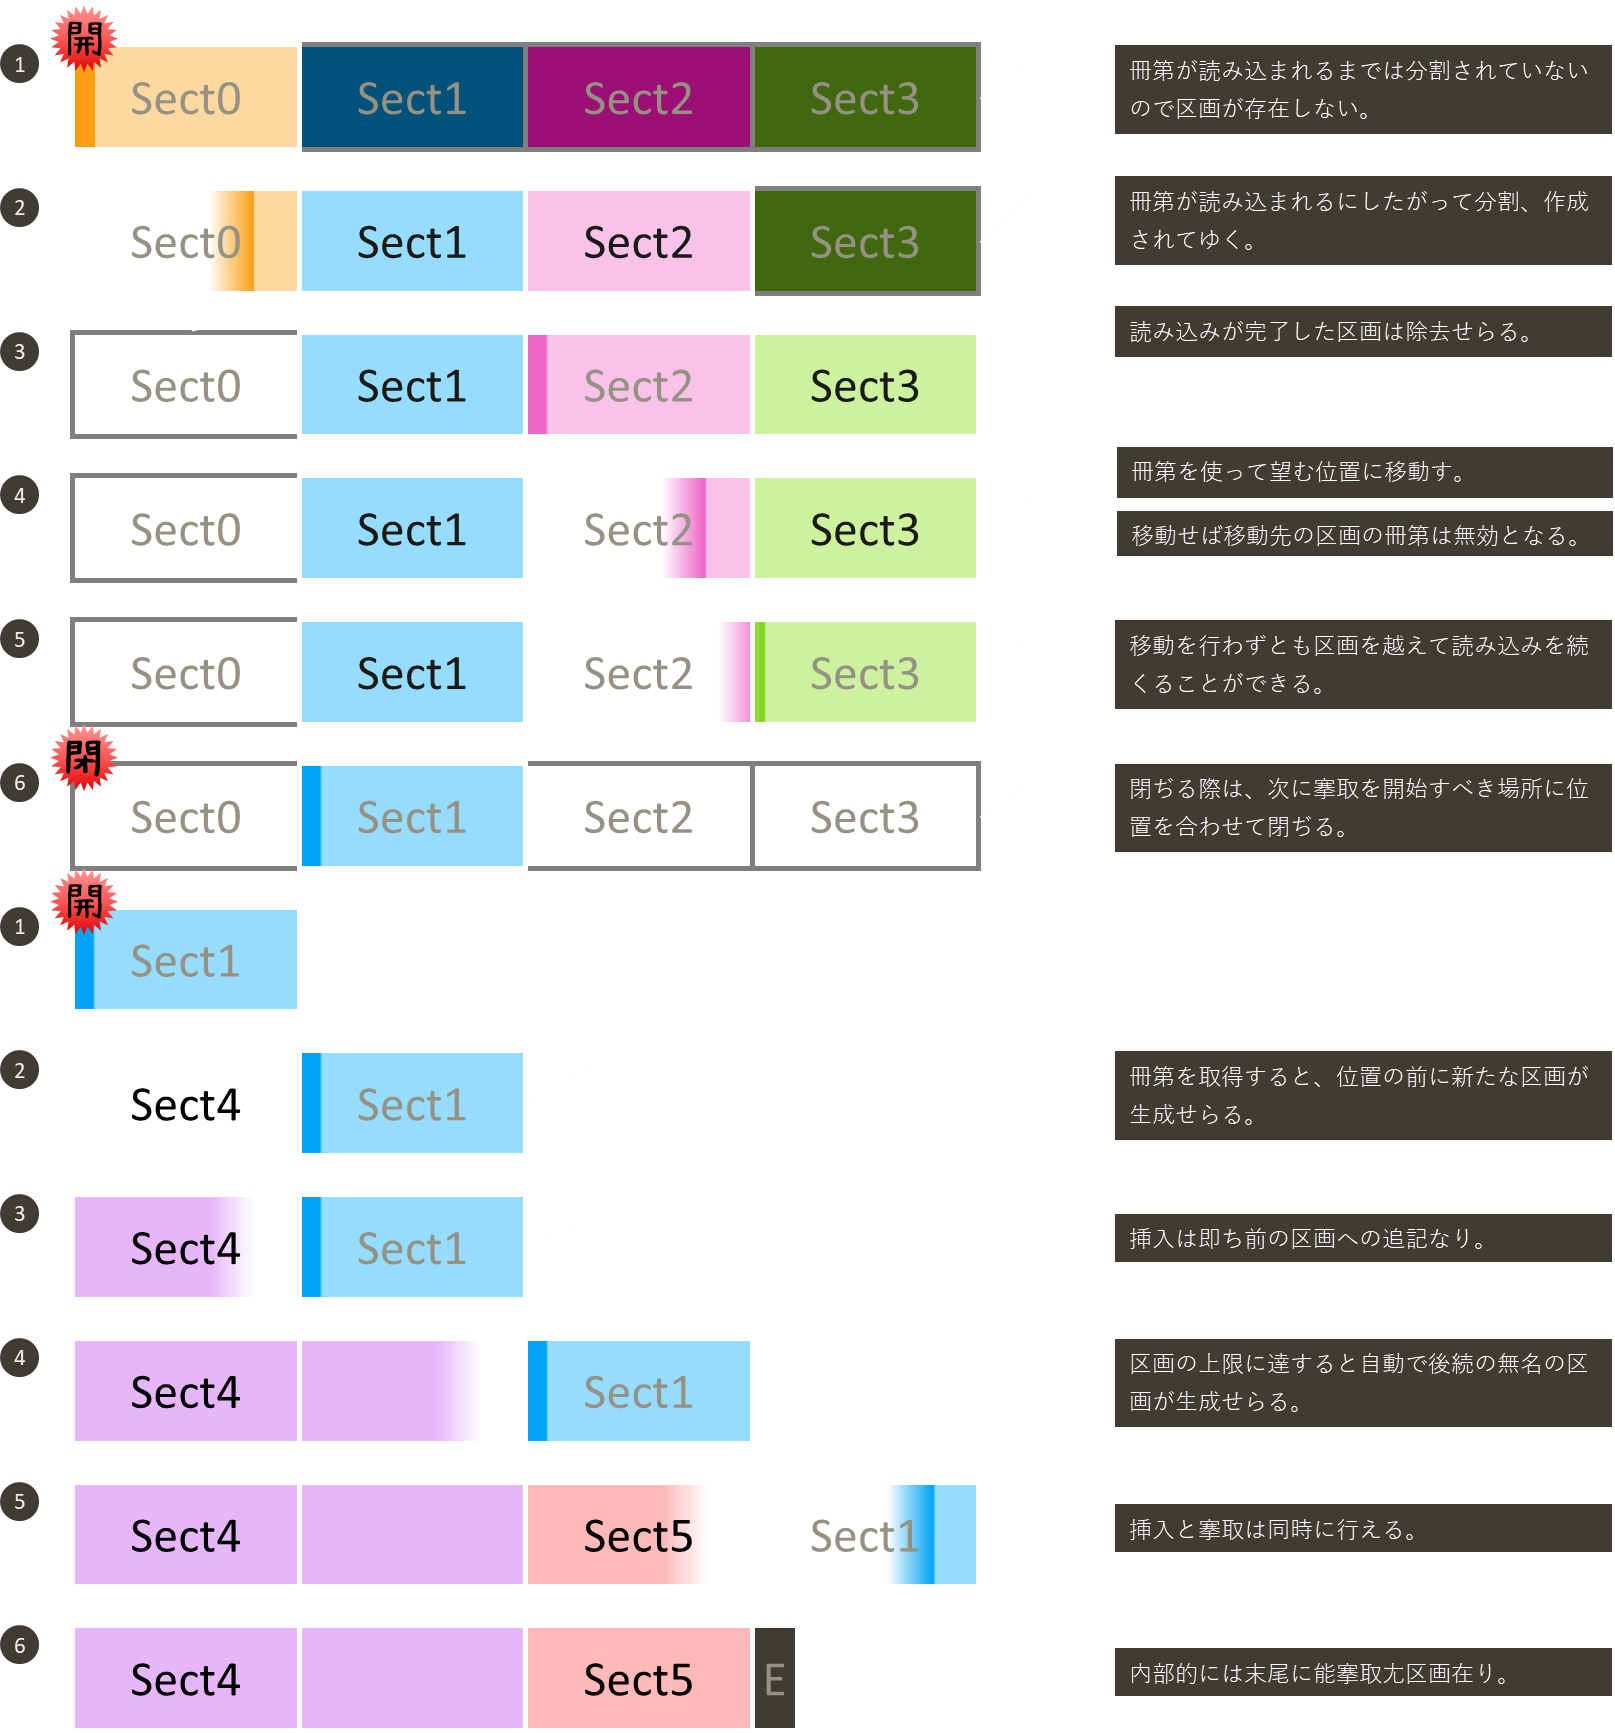 開
1 Sect0 Sect1 Sect2 Sect3
冊第が読み込まれるまでは分割されていない
ので区画が存在しない。
2 Sect0 Sect1 Sect2 Sect3
冊第が読み込まれるにしたがって分割、作成
されてゆく。
3 Sect0 Sect1 Sect2 Sect3
読み込みが完了した区画は除去せらる。
4 Sect0 Sect1 Sect2 Sect3
冊第を使って望む位置に移動す。
移動せば移動先の区画の冊第は無効となる。
5 Sect0 Sect1 Sect2 Sect3
移動を行わずとも区画を越えて読み込みを続
くることができる。
閉
6 Sect0 Sect1 Sect2 Sect3
閉ぢる際は、次に搴取を開始すべき場所に位
置を合わせて閉ぢる。
開
1 Sect1
2 Sect4 Sect1
冊第を取得すると、位置の前に新たな区画が
生成せらる。
3 Sect4 Sect1
挿入は即ち前の区画への追記なり。
4 Sect4 Sect1
区画の上限に達すると自動で後続の無名の区
画が生成せらる。
5 Sect4 Sect5 Sect1
挿入と搴取は同時に行える。
6 Sect4 Sect5 E
内部的には末尾に能搴取尢区画在り。